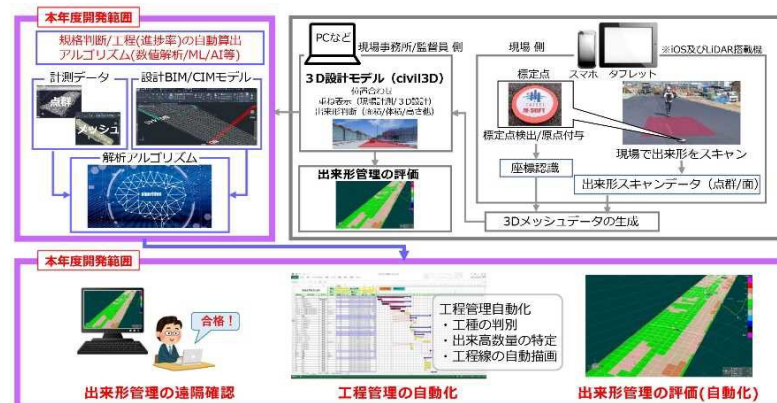 本年度開発範囲
規格判断/工程(進捗率)の自動算出
アルゴリズム(数値解析/ML/AI等)
計測データ
点群
メッシュ
設計BIM/CIMモデル
解析アルゴリズム
PCなど
現場事務所/監督員 側
3D設計モデル（civil3D）
位置合わせ
重ね表示（現場計測/3D設計）
出来形判断（面積/体積/高さ他）
出来形管理の評価
現場 側
※iOS及びLiDAR搭載機
スマホ タブレット
標定点
標定点検出/原点付与
現場で出来形をスキャン
座標認識
出来形スキャンデータ（点群/面）
3Dメッシュデータの生成
本年度開発範囲
合格！
出来形管理の遠隔確認
工程管理自動化
・工種の判別
・出来高数量の特定
・工程線の自動描画
工程管理の自動化
出来形管理の評価(自動化)